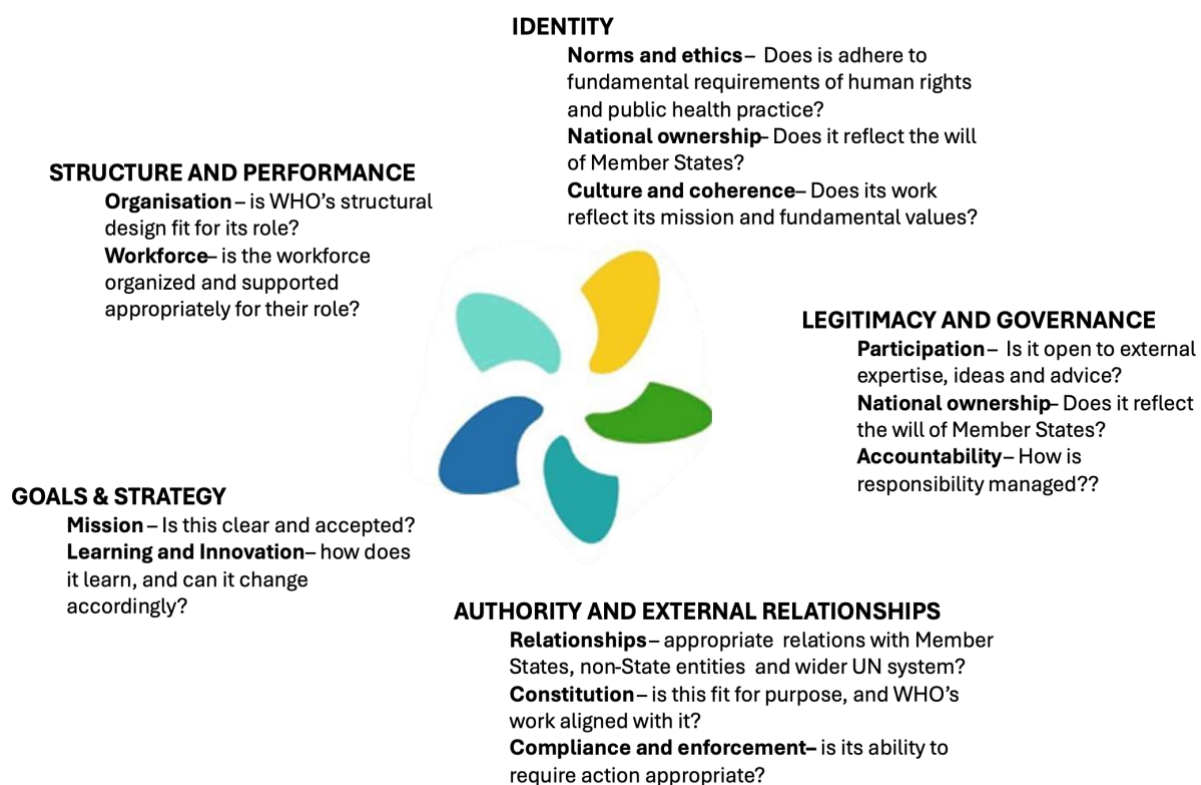 IDENTITY
Norms and ethics– Does is adhere to
fundamental requirements of human rights
and public health practice?
National ownership– Does it reflect the will
of Member States?
Culture and coherence– Does its work
reflect its mission and fundamental values?
STRUCTURE AND PERFORMANCE
Organisation – is WHO’s structural
design fit for its role?
Workforce– is the workforce
organized and supported
appropriately for their role?
LEGITIMACY AND GOVERNANCE
Participation – Is it open to external
expertise, ideas and advice?
National ownership– Does it reflect
the will of Member States?
Accountability – How is
responsibility managed??
GOALS & STRATEGY
Mission – Is this clear and accepted?
Learning and Innovation– how does
it learn, and can it change
accordingly?
AUTHORITY AND EXTERNAL RELATIONSHIPS
Relationships – appropriate relations with Member
States, non-State entities and wider UN system?
Constitution – is this fit for purpose, and WHO’s
work aligned with it?
Compliance and enforcement– is its ability to
require action appropriate?